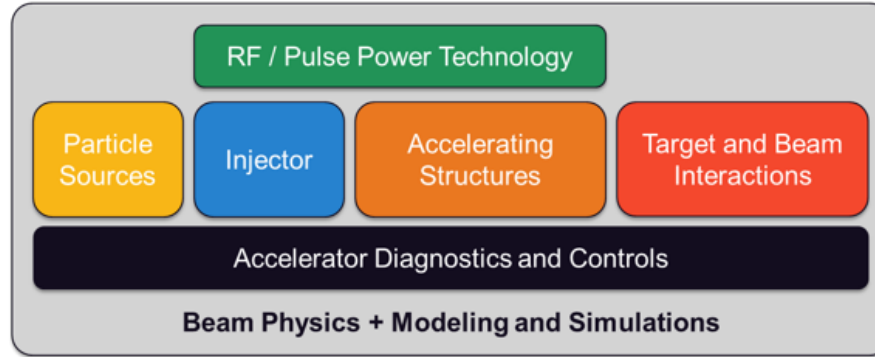 RF / Pulse Power Technology
Particle
Sources
Injector
Accelerating
Structures
Target and Beam
Interactions
Accelerator Diagnostics and Controls
Beam Physics + Modeling and Simulations